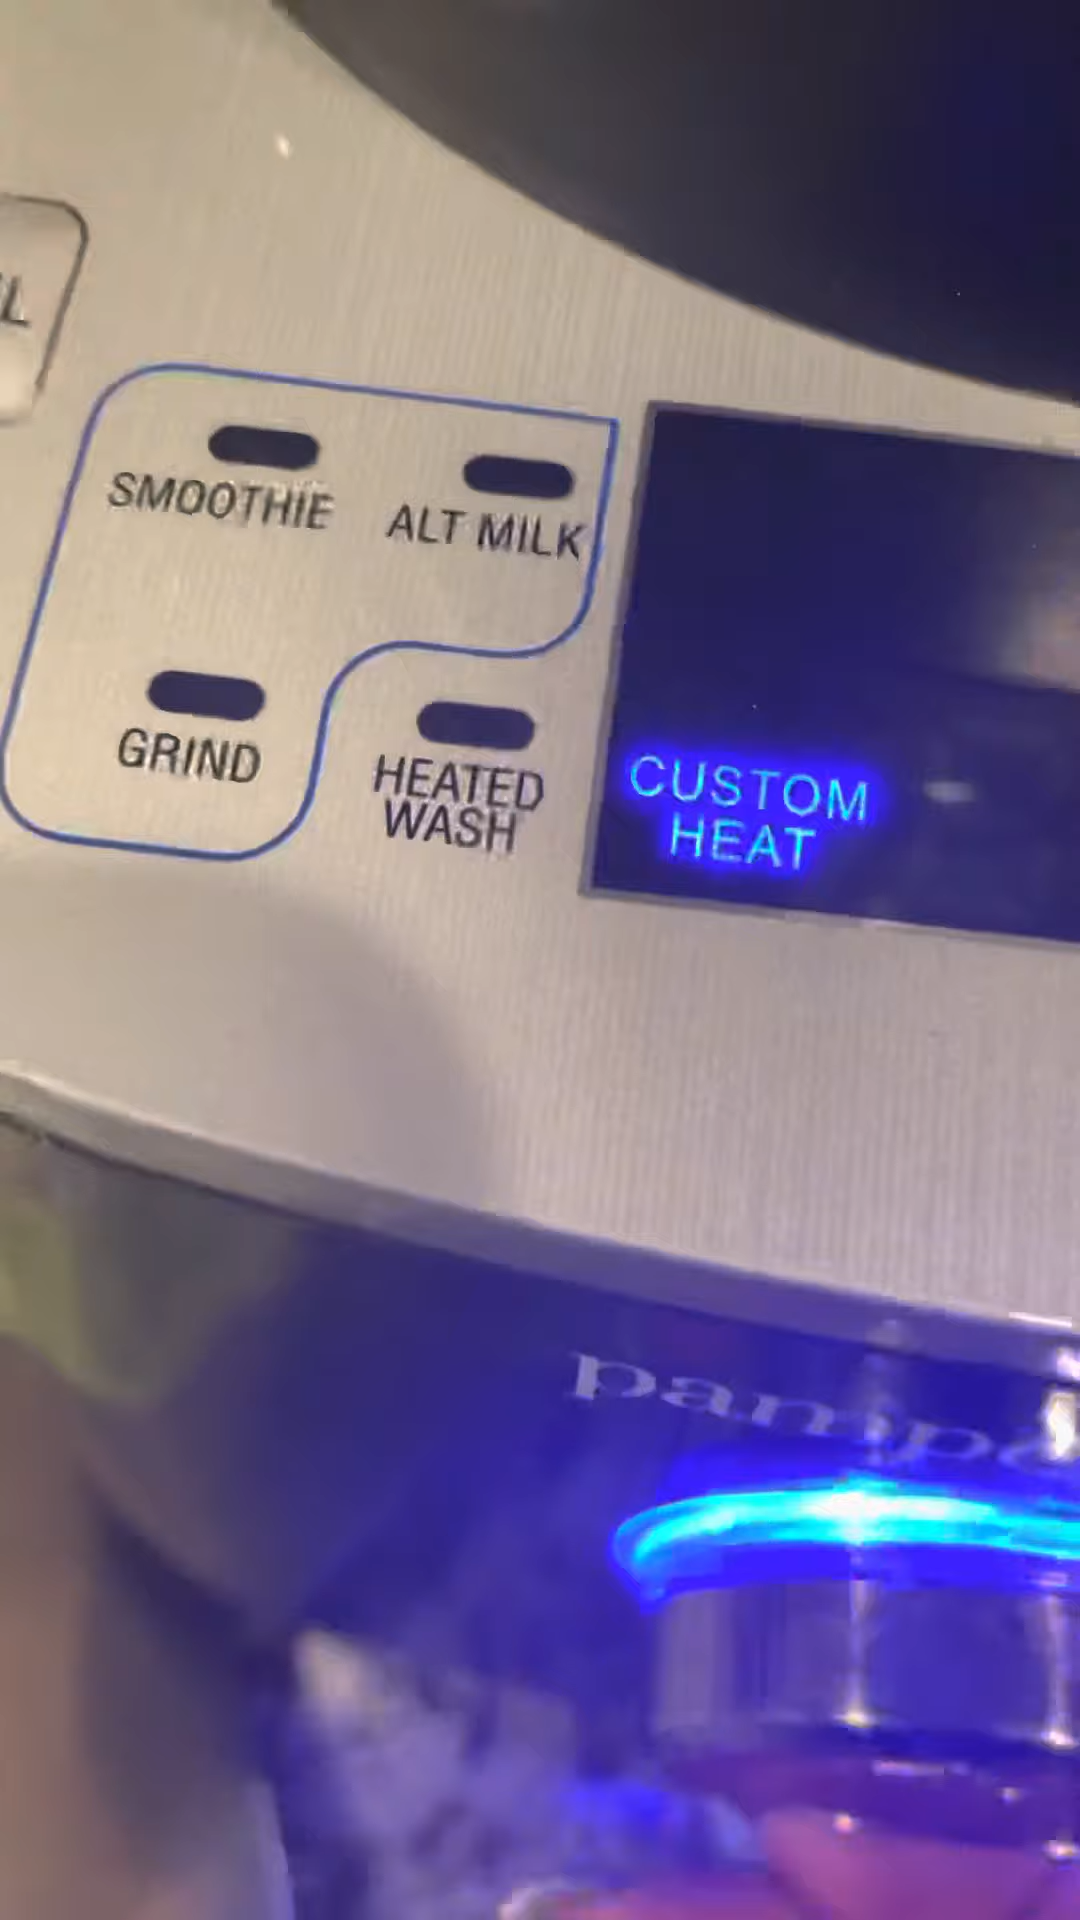 SMOOTHIE
ALT MILK
GRIND
HEATED
WASH
CUSTOM
HEAT